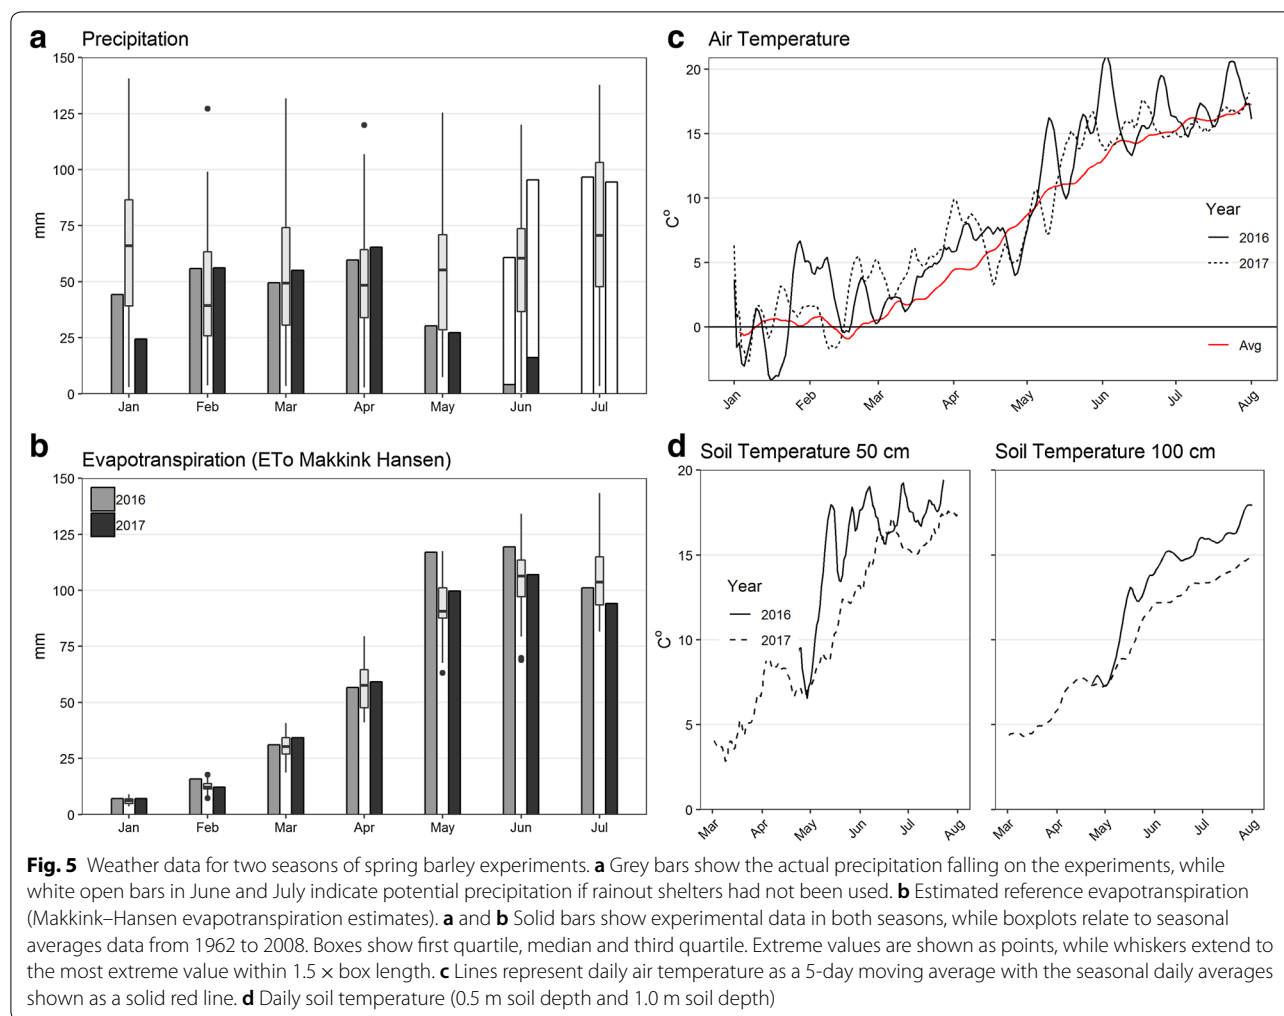 a Precipitation
150
125
100
75
50
25
0
mm
Jan Feb Mar Apr May Jun Jul
b Evapotranspiration (ETo Makkink Hansen)
150
125
100
75
50
25
0
mm
2016
2017
Jan Feb Mar Apr May Jun Jul
c Air Temperature
20
15
10
5
0
C°
Year
2016
2017
Avg
Jan Feb Mar Apr May Jun Jul Aug
d Soil Temperature 50 cm Soil Temperature 100 cm
20
15
10
5
0
C°
Year
2016
2017
Mar Apr May Jun Jul Aug Mar Apr May Jun Jul Aug
Fig. 5 Weather data for two seasons of spring barley experiments. a Grey bars show the actual precipitation falling on the experiments, while
white open bars in June and July indicate potential precipitation if rainout shelters had not been used. b Estimated reference evapotranspiration
(Makkink–Hansen evapotranspiration estimates). a and b Solid bars show experimental data in both seasons, while boxplots relate to seasonal
averages data from 1962 to 2008. Boxes show first quartile, median and third quartile. Extreme values are shown as points, while whiskers extend to
the most extreme value within 1.5 × box length. c Lines represent daily air temperature as a 5-day moving average with the seasonal daily averages
shown as a solid red line. d Daily soil temperature (0.5 m soil depth and 1.0 m soil depth)